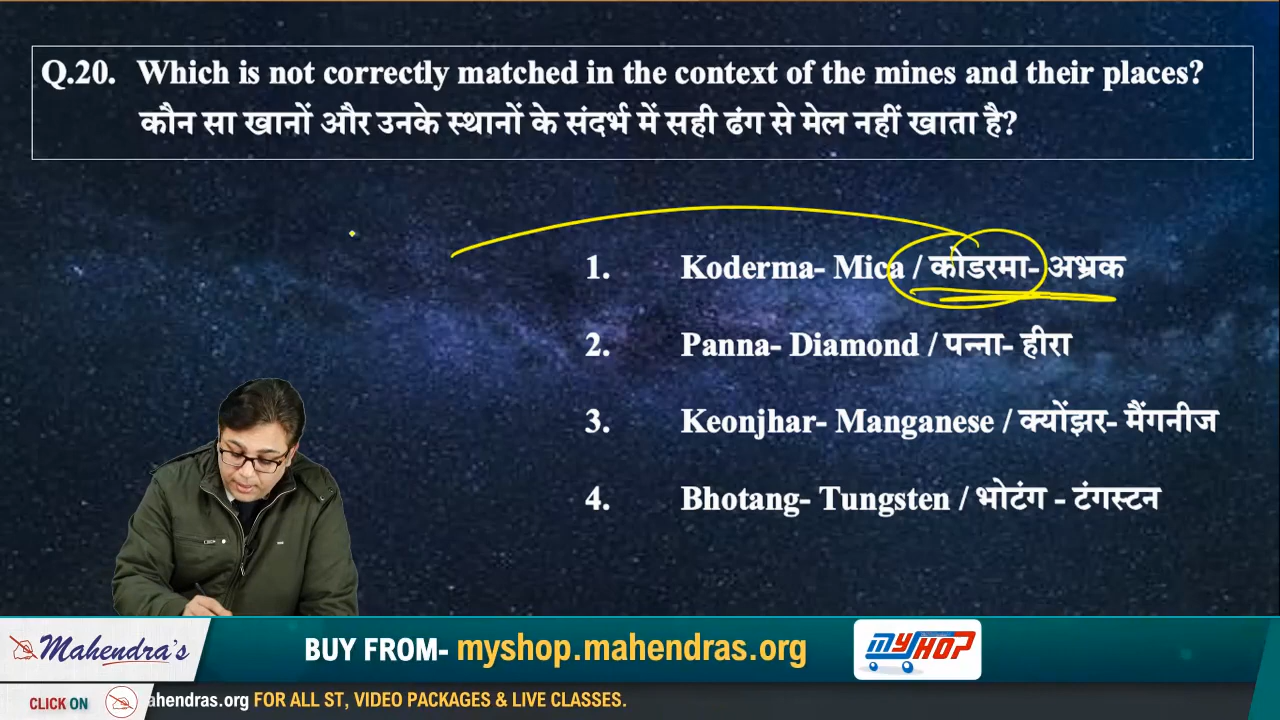 Q.20. Which is not correctly matched in the context of the mines and their places?
कौन सा खानों और उनके स्थानों के संदर्भ में सही ढंग से मेल नहीं खाता है?
1. Koderma- Mica / कोडरमा- अभ्रक
2. Panna- Diamond / पन्ना- हीरा
3. Keonjhar- Manganese / क्योंझर- मैंगनीज
4. Bhotang- Tungsten / भोटंग - टंगस्टन
Mahendra's
BUY FROM- myshop.mahendras.org
MYSHOP
CLICK ON
ahendras.org FOR ALL ST, VIDEO PACKAGES & LIVE CLASSES.